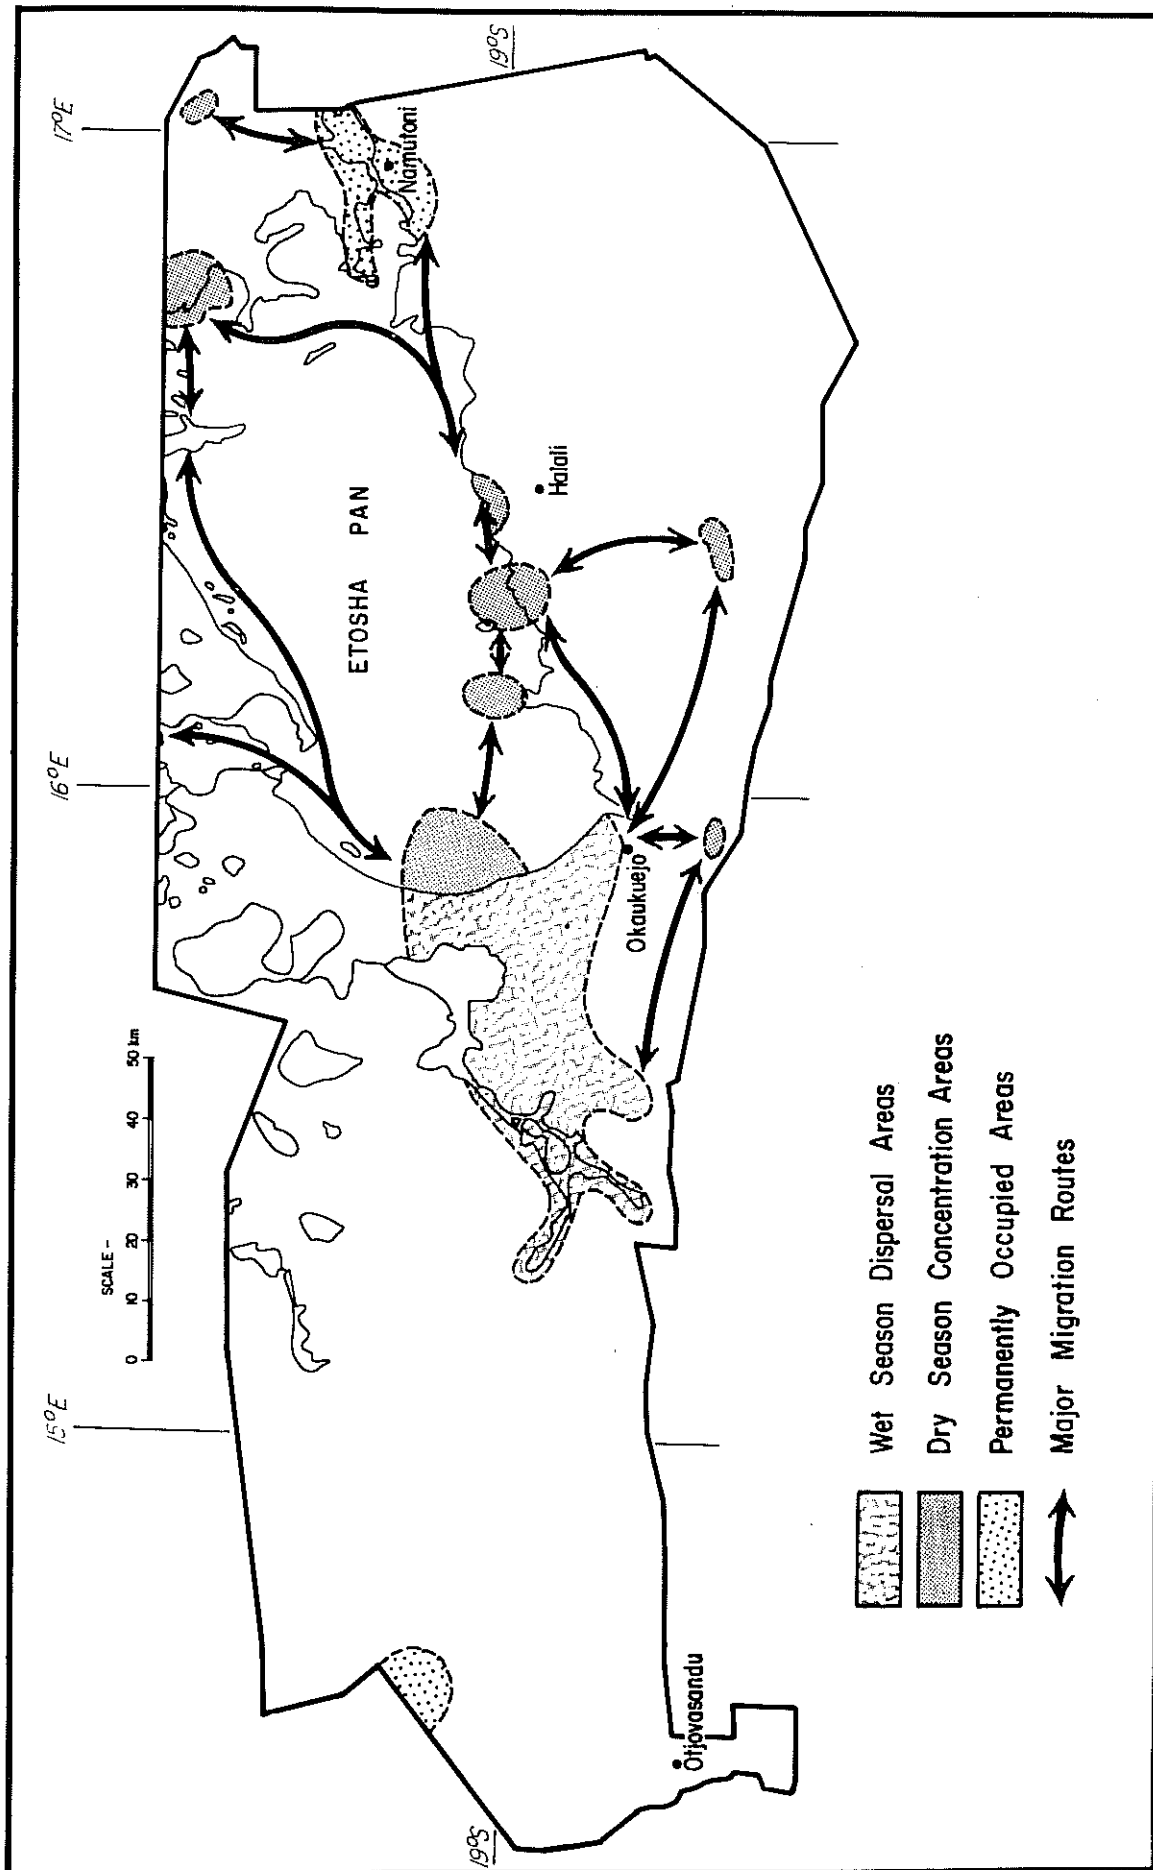 15°E
16°E
17°E
SCALE -
0 10 20 30 40 50 km
ETOSHA PAN
Namutoni
Halali
19°S
19°S
Okaukuejo
Otjovasandu
Wet Season Dispersal Areas
Dry Season Concentration Areas
Permanently Occupied Areas
Major Migration Routes